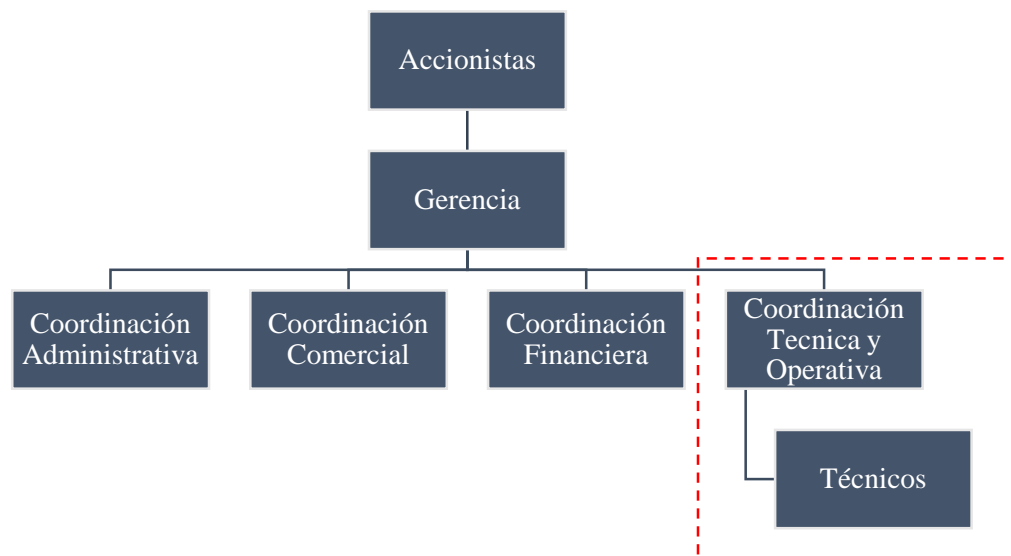 Accionistas
Gerencia
Coordinación
Administrativa
Coordinación
Comercial
Coordinación
Financiera
Coordinación
Tecnica y
Operativa
Técnicos